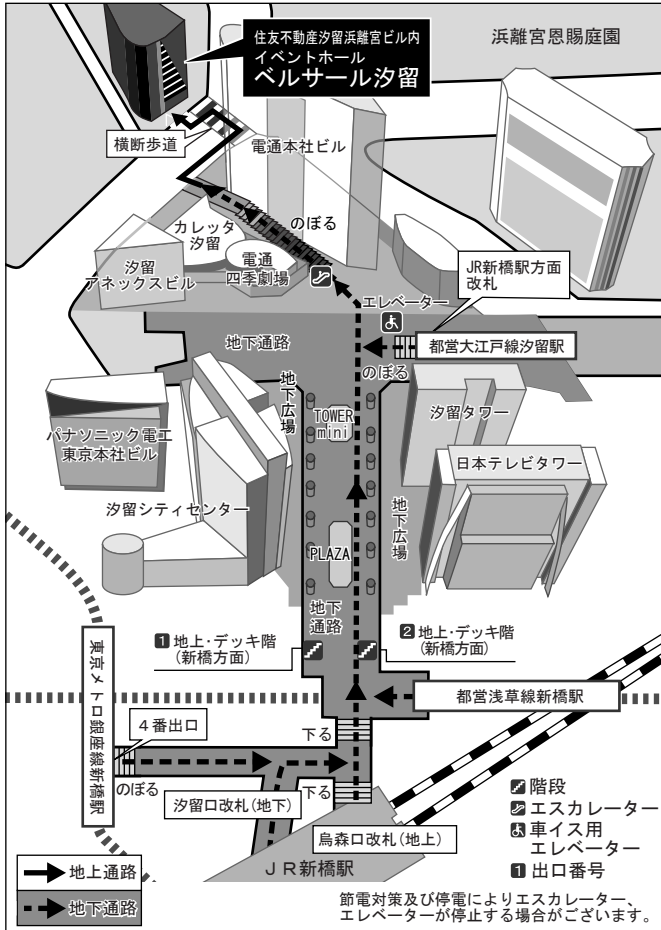 住友不動産汐留浜離宮ビル内
イベントホール
ベルサール汐留
浜離宮恩賜庭園
横断歩道
電通本社ビル
のぼる
カレッタ
汐留
電通
四季劇場
汐留
アネックスビル
JR新橋駅方面
改札
エレベーター
都営大江戸線汐留駅
のぼる
地下通路
地下広場
TOWER
mini
汐留タワー
パナソニック電工
東京本社ビル
日本テレビタワー
汐留シティセンター
地下広場
PLAZA
地下
通路
1 地上・デッキ階
(新橋方面)
2 地上・デッキ階
(新橋方面)
東京メトロ銀座線新橋駅
都営浅草線新橋駅
4番出口
下る
のぼる
汐留口改札(地下)
下る
烏森口改札(地上)
JR新橋駅
階段
エスカレーター
車イス用
エレベーター
1 出口番号
地上通路
地下通路
節電対策及び停電によりエスカレーター、
エレベーターが停止する場合がございます。